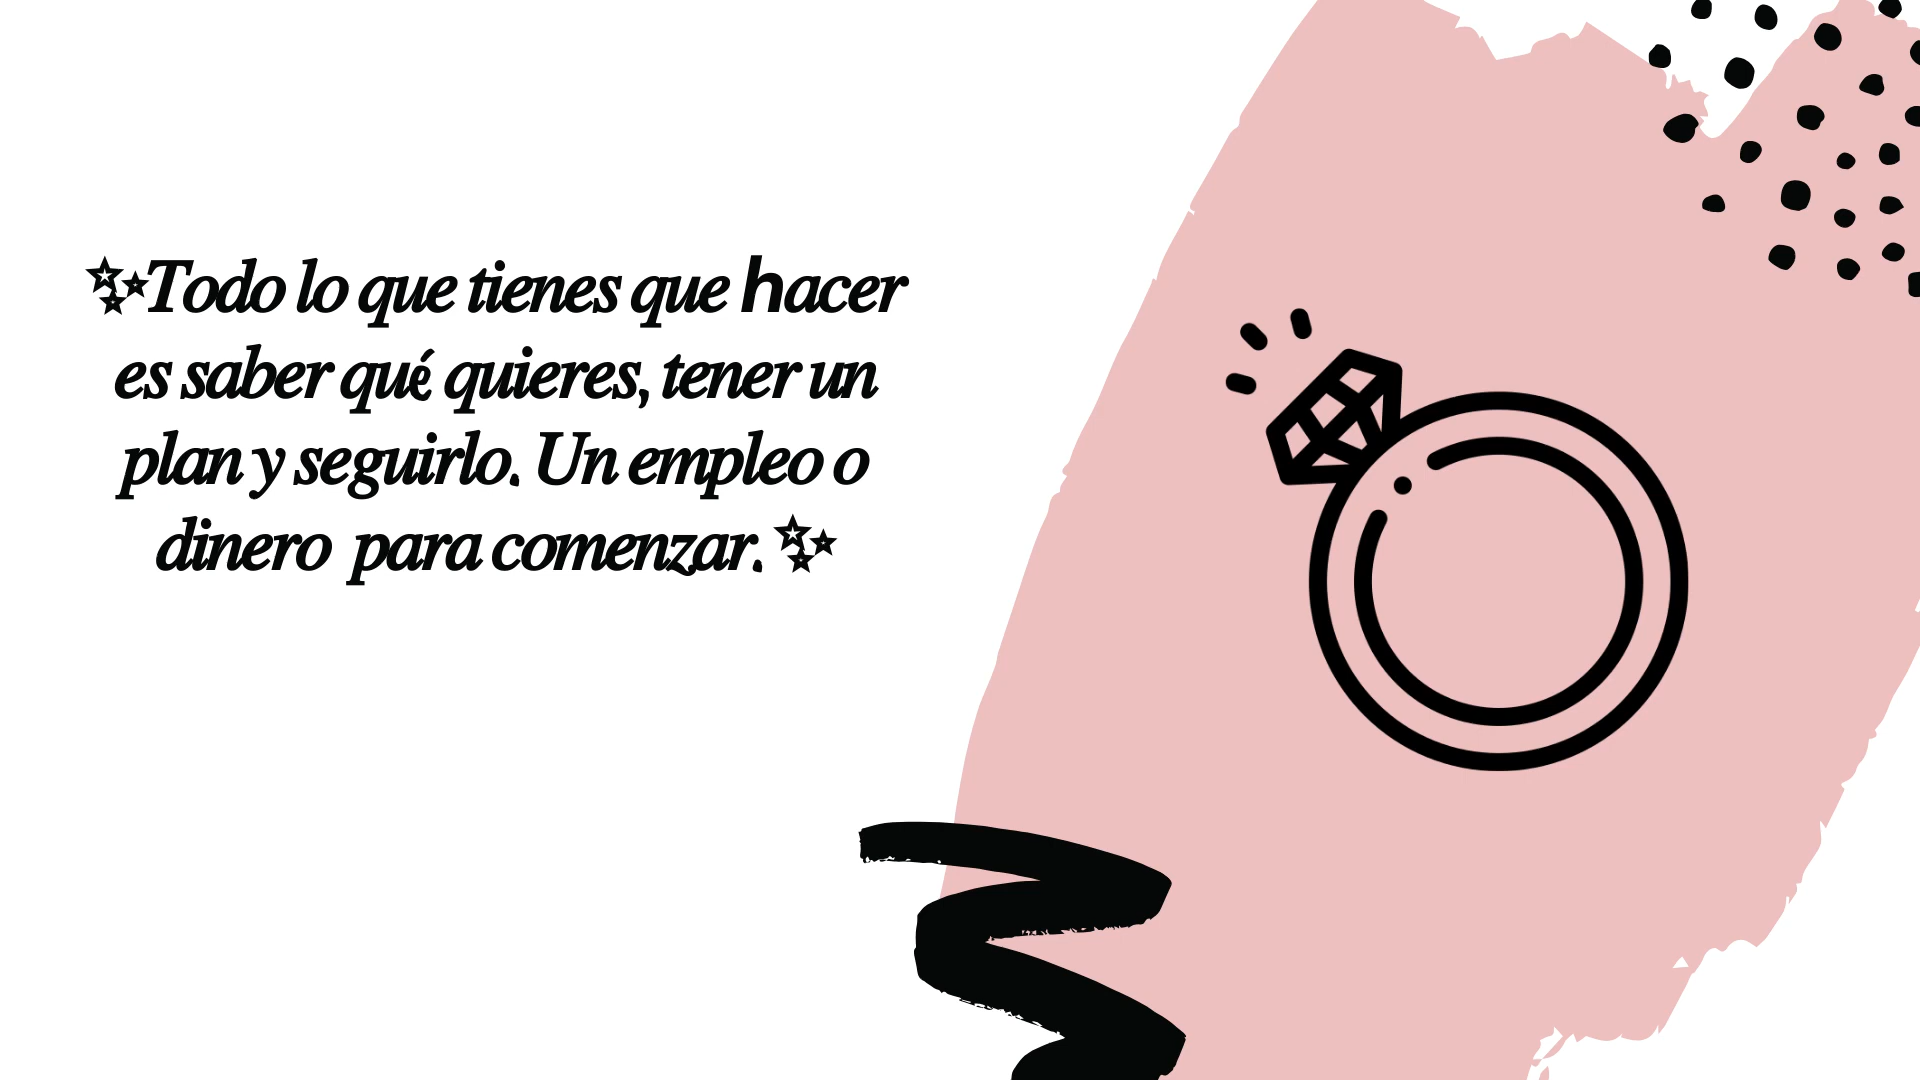 ✨Todo lo que tienes que hacer
es saber qué quieres, tener un
plan y seguirlo. Un empleo o
dinero para comenzar. ✨